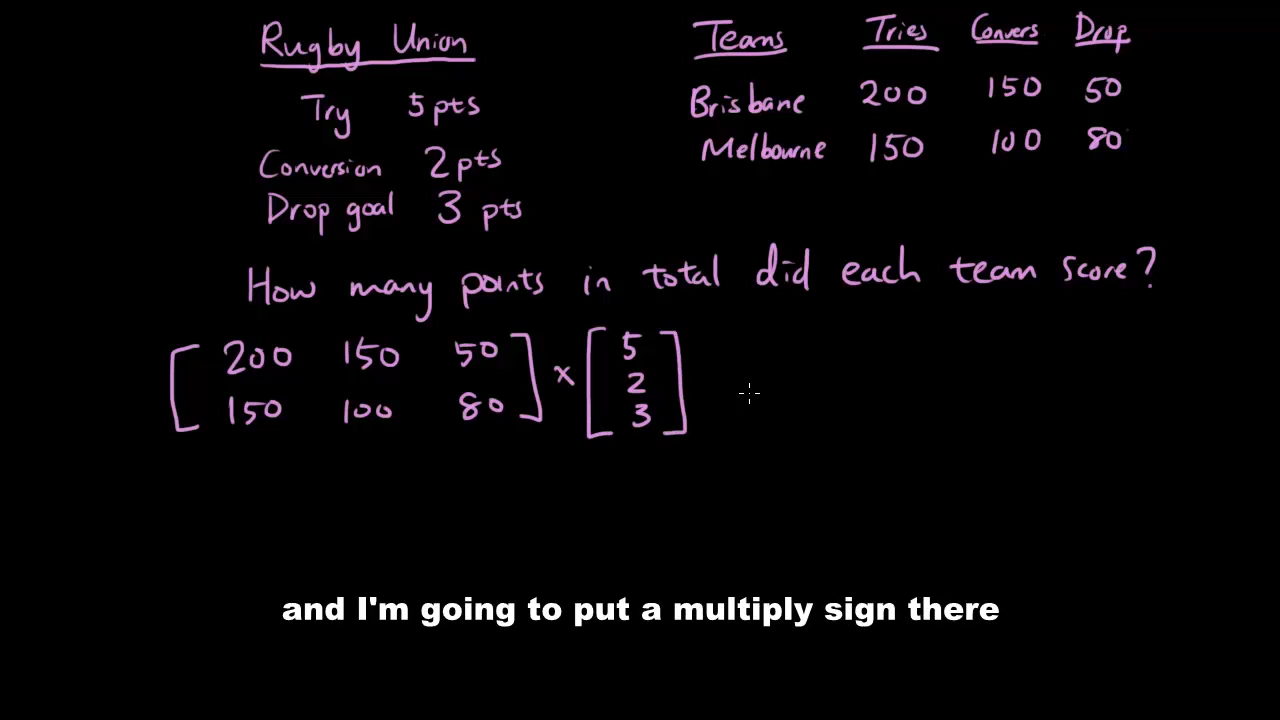 Rugby Union
Try 5 pts
Conversion 2 pts
Drop goal 3 pts
Teams Tries Convers Drop
Brisbane 200 150 50
Melbourne 150 100 80
How many points in total did each team score?
[ 200 150 50 ] x [ 5 ]
[ 150 100 80 ] [ 2 ]
[ 3 ]
and I'm going to put a multiply sign there